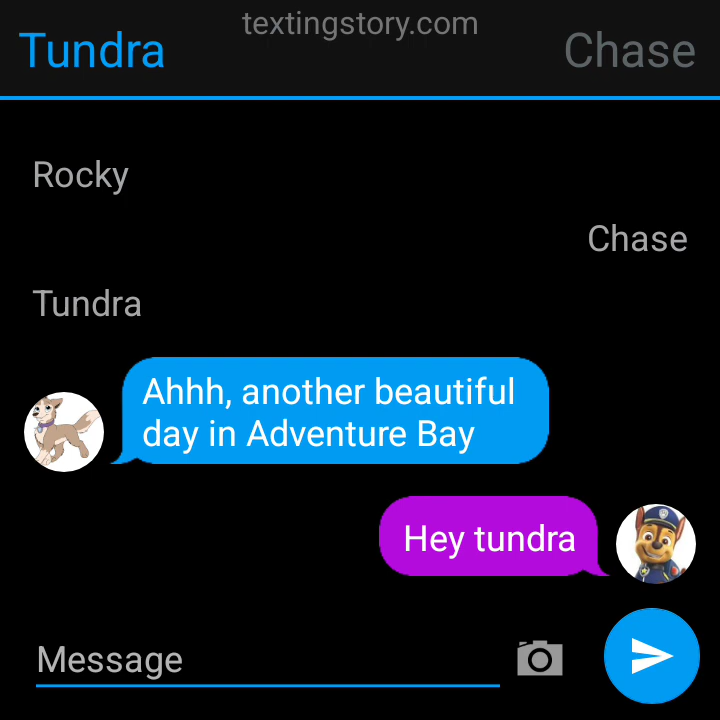 textingstory.com
Tundra
Chase
Rocky
Chase
Tundra
Ahhh, another beautiful
day in Adventure Bay
Hey tundra
Message